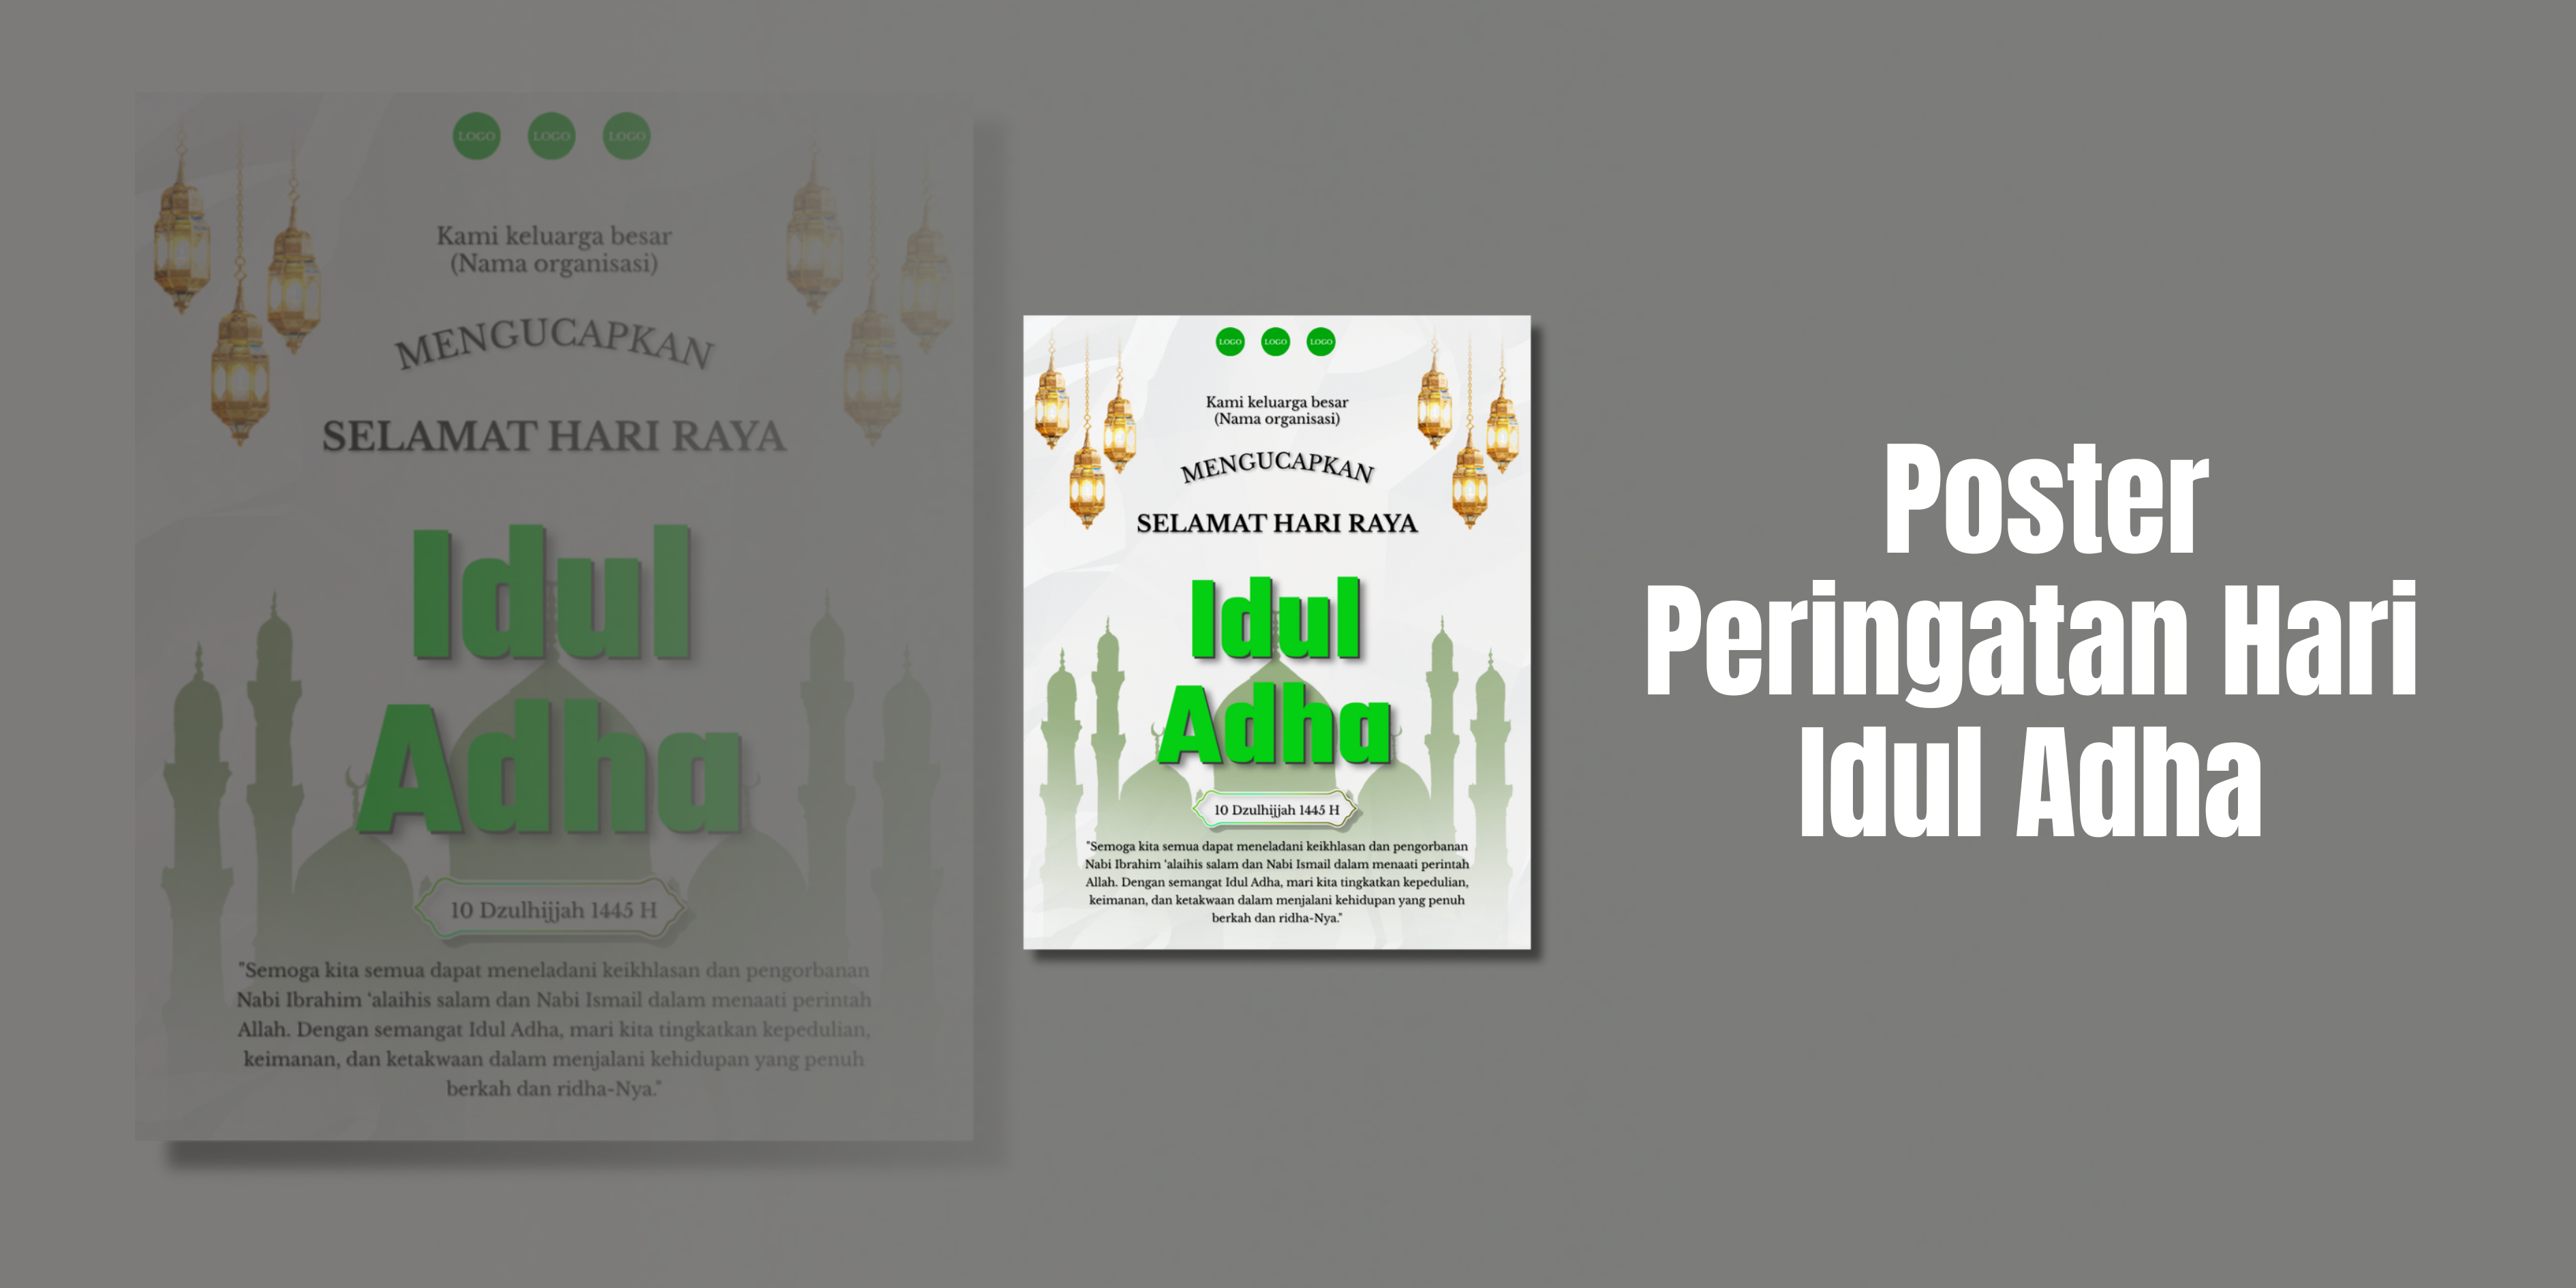 LOGO LOGO LOGO
Kami keluarga besar
(Nama organisasi)
MENGUCAPKAN
SELAMAT HARI RAYA
Idul
Adha
10 Dzulhijjah 1445 H
"Semoga kita semua dapat meneladani keikhlasan dan pengorbanan
Nabi Ibrahim ‘alaihis salam dan Nabi Ismail dalam menaati perintah
Allah. Dengan semangat Idul Adha, mari kita tingkatkan kepedulian,
keimanan, dan ketakwaan dalam menjalani kehidupan yang penuh
berkah dan ridha-Nya."
LOGO LOGO LOGO
Kami keluarga besar
(Nama organisasi)
MENGUCAPKAN
SELAMAT HARI RAYA
Idul
Adha
10 Dzulhijjah 1445 H
"Semoga kita semua dapat meneladani keikhlasan dan pengorbanan
Nabi Ibrahim ‘alaihis salam dan Nabi Ismail dalam menaati perintah
Allah. Dengan semangat Idul Adha, mari kita tingkatkan kepedulian,
keimanan, dan ketakwaan dalam menjalani kehidupan yang penuh
berkah dan ridha-Nya."
Poster
Peringatan Hari
Idul Adha